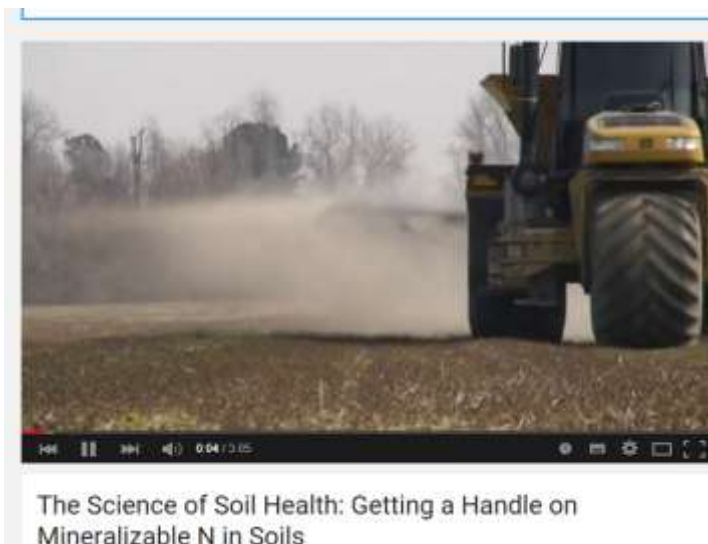 0:04 / 3:05
The Science of Soil Health: Getting a Handle on
Mineralizable N in Soils